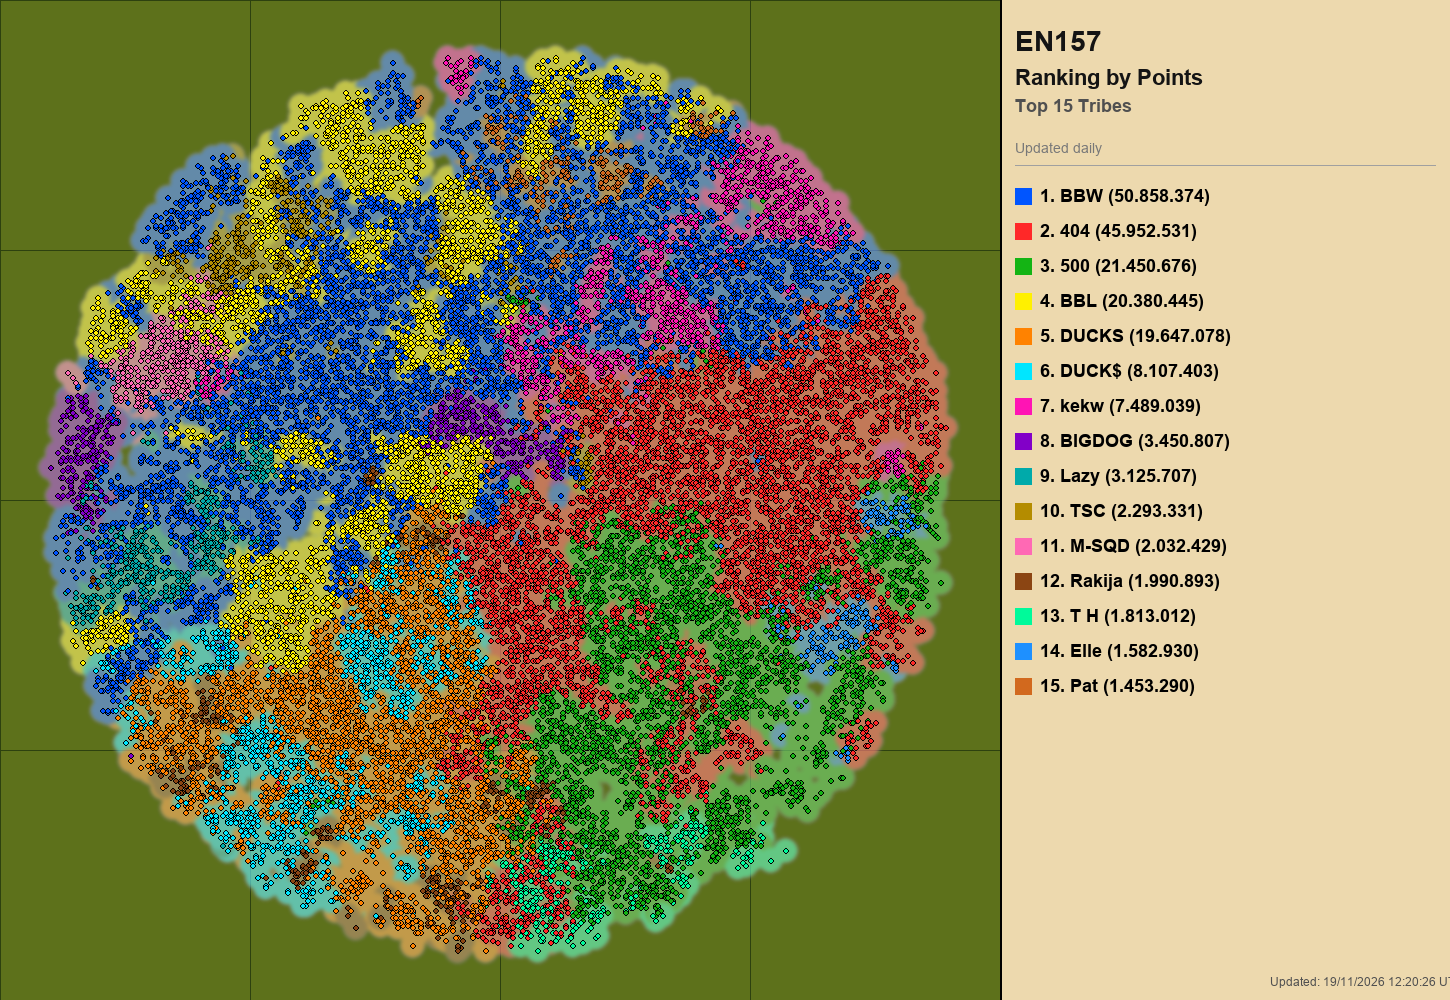 EN157
Ranking by Points
Top 15 Tribes
Updated daily
1. BBW (50.858.374)
2. 404 (45.952.531)
3. 500 (21.450.676)
4. BBL (20.380.445)
5. DUCKS (19.647.078)
6. DUCK$ (8.107.403)
7. kekw (7.489.039)
8. BIGDOG (3.450.807)
9. Lazy (3.125.707)
10. TSC (2.293.331)
11. M-SQD (2.032.429)
12. Rakija (1.990.893)
13. T H (1.813.012)
14. Elle (1.582.930)
15. Pat (1.453.290)
Updated: 19/11/2026 12:20:26